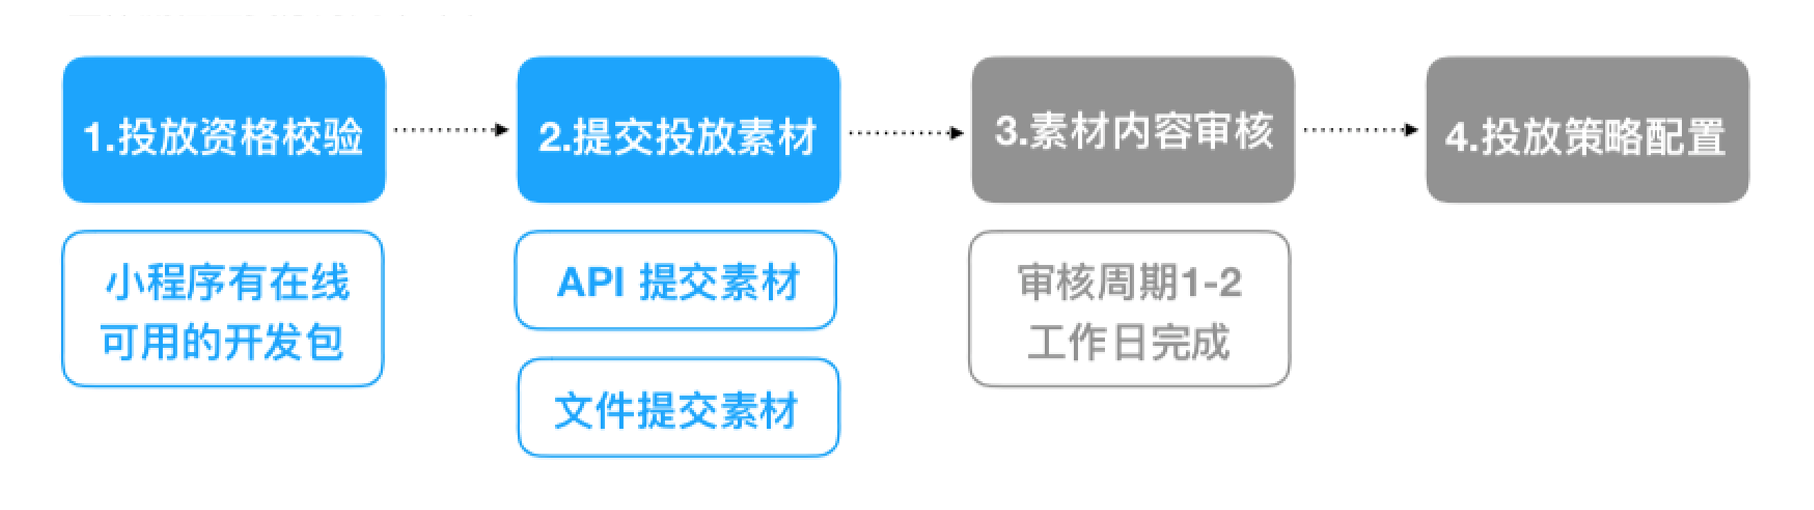 1.投放资格校验
2.提交投放素材
3.素材内容审核
4.投放策略配置
小程序有在线
可用的开发包
API 提交素材
文件提交素材
审核周期1-2
工作日完成